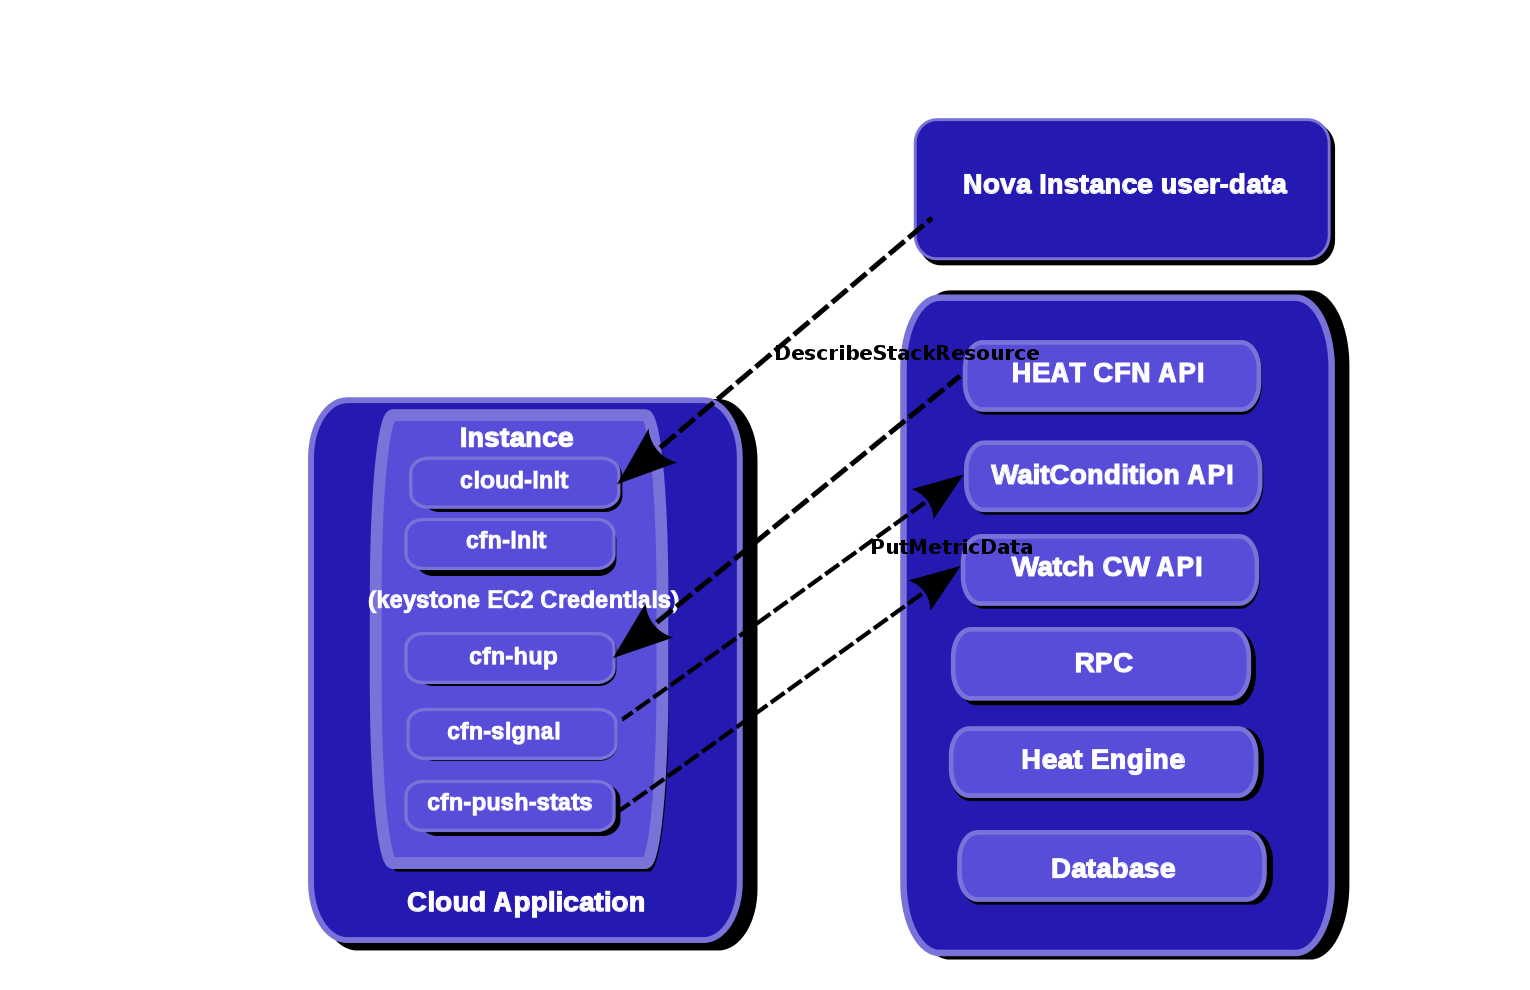 Nova Instance user-data
DescribeStackResource
HEAT CFN API
WaitCondition API
PutMetricData
Watch CW API
RPC
Heat Engine
Database
Instance
cloud-init
cfn-init
(keystone EC2 Credentials)
cfn-hup
cfn-signal
cfn-push-stats
Cloud Application